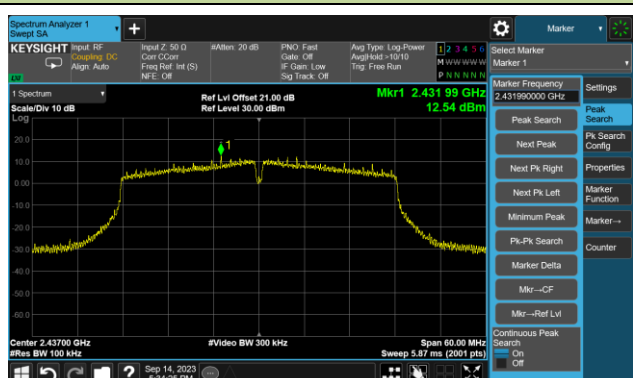 Spectrum Analyzer 1
Swept SA
+
Marker
KEYSIGHT
Input: RF
Coupling: DC
Align: Auto
Input Z: 50 Ω
Corr CCorr
Freq Ref: Int (S)
NFE: Off
#Atten: 20 dB
PNO: Fast
Gate: Off
IF Gain: Low
Sig Track: Off
Avg Type: Log-Power
Avg|Hold:>10/10
Trig: Free Run
1 2 3 4 5 6
M W W W W W
P N N N N N
LXI
Select Marker
Marker 1
1 Spectrum
Scale/Div 10 dB
Log
Ref Lvl Offset 21.00 dB
Ref Level 30.00 dBm
Mkr1 2.431 99 GHz
12.54 dBm
1
20.0
10.0
0.00
-10.0
-20.0
-30.0
-40.0
-50.0
-60.0
Center 2.43700 GHz
#Res BW 100 kHz
#Video BW 300 kHz
Span 60.00 MHz
Sweep 5.87 ms (2001 pts)
Marker Frequency
2.431990000 GHz
Peak Search
Next Peak
Next Pk Right
Next Pk Left
Minimum Peak
Pk-Pk Search
Marker Delta
Mkr→CF
Mkr→Ref Lvl
Continuous Peak
Search
On
Off
Settings
Peak
Search
Pk Search
Config
Properties
Marker
Function
Marker→
Counter
?
Sep 14, 2023